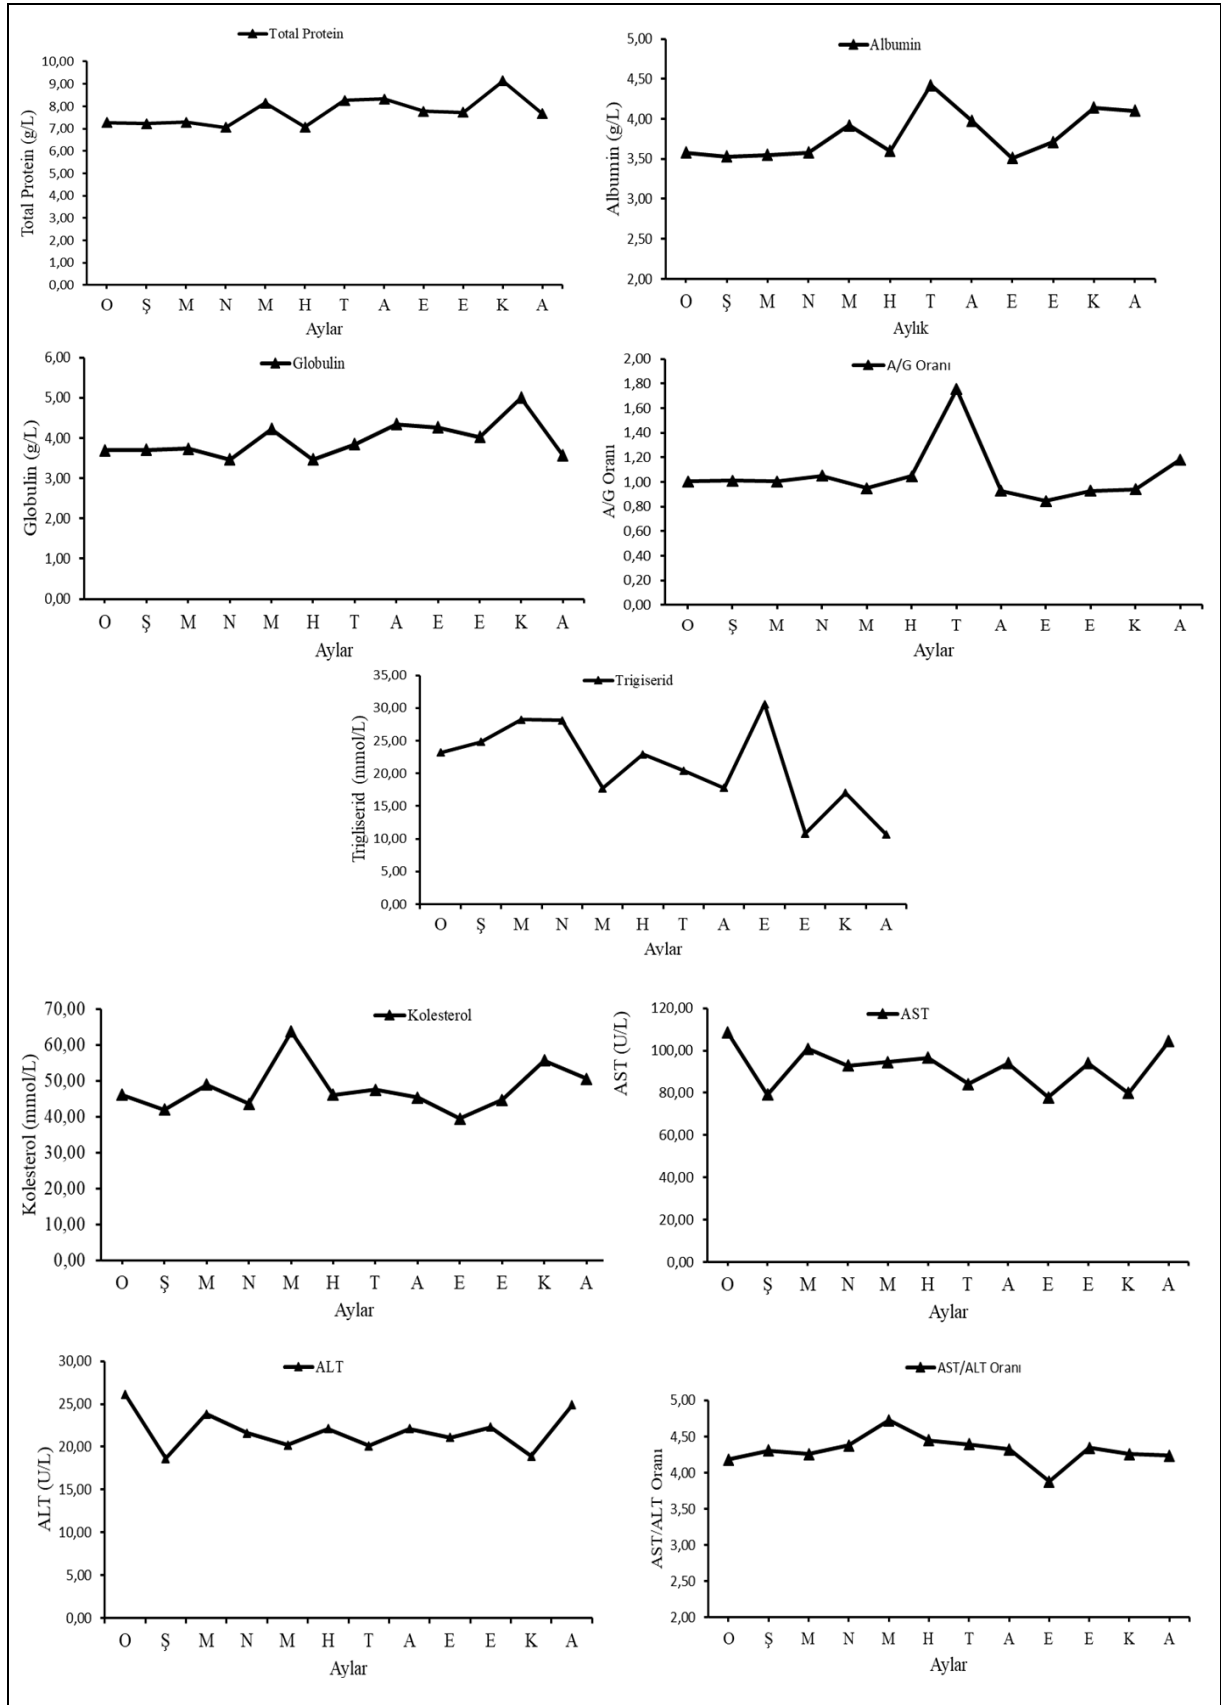 Total Protein
Total Protein (g/L)
10,00
9,00
8,00
7,00
6,00
5,00
4,00
3,00
2,00
1,00
0,00
O Ş M N M H T A E E K A
Aylar
Albumin
Albumin (g/L)
5,00
4,50
4,00
3,50
3,00
2,50
2,00
O Ş M N M H T A E E K A
Aylık
Globulin
Globulin (g/L)
6,00
5,00
4,00
3,00
2,00
1,00
0,00
O Ş M N M H T A E E K A
Aylar
A/G Oranı
A/G Oranı
2,00
1,80
1,60
1,40
1,20
1,00
0,80
0,60
0,40
0,20
0,00
O Ş M N M H T A E E K A
Aylar
Trigiserid
Trigliserid (mmol/L)
35,00
30,00
25,00
20,00
15,00
10,00
5,00
0,00
O Ş M N M H T A E E K A
Aylar
Kolesterol
Kolesterol (mmol/L)
70,00
60,00
50,00
40,00
30,00
20,00
10,00
0,00
O Ş M N M H T A E E K A
Aylar
AST
AST (U/L)
120,00
100,00
80,00
60,00
40,00
20,00
0,00
O Ş M N M H T A E E K A
Aylar
ALT
ALT (U/L)
30,00
25,00
20,00
15,00
10,00
5,00
0,00
O Ş M N M H T A E E K A
Aylar
AST/ALT Oranı
AST/ALT Oranı
5,00
4,50
4,00
3,50
3,00
2,50
2,00
O Ş M N M H T A E E K A
Aylar